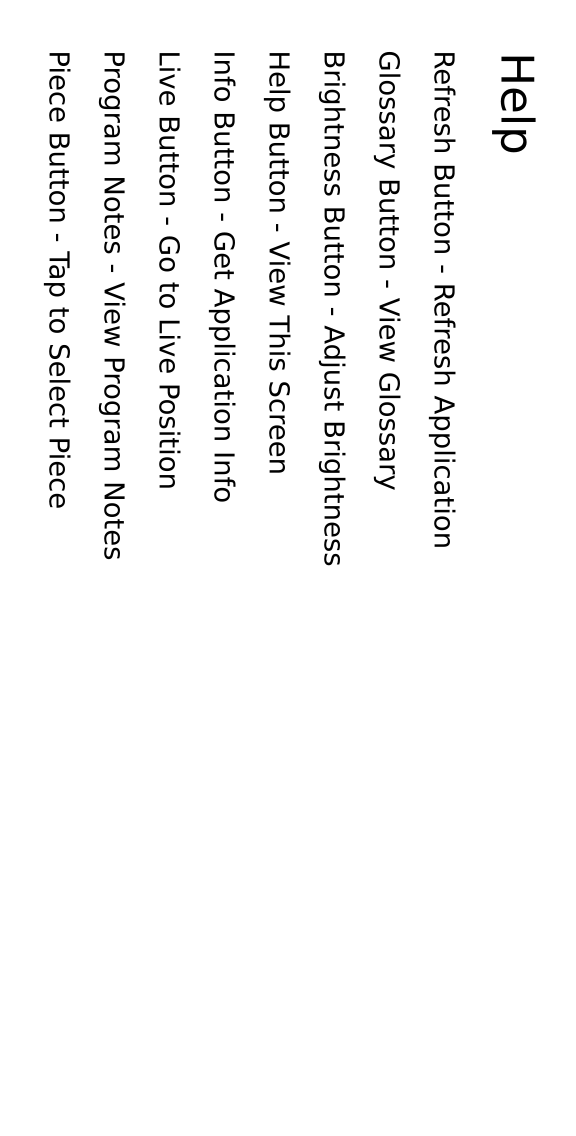 Help
Refresh Button - Refresh Application
Glossary Button - View Glossary
Brightness Button - Adjust Brightness
Help Button - View This Screen
Info Button - Get Application Info
Live Button - Go to Live Position
Program Notes - View Program Notes
Piece Button - Tap to Select Piece